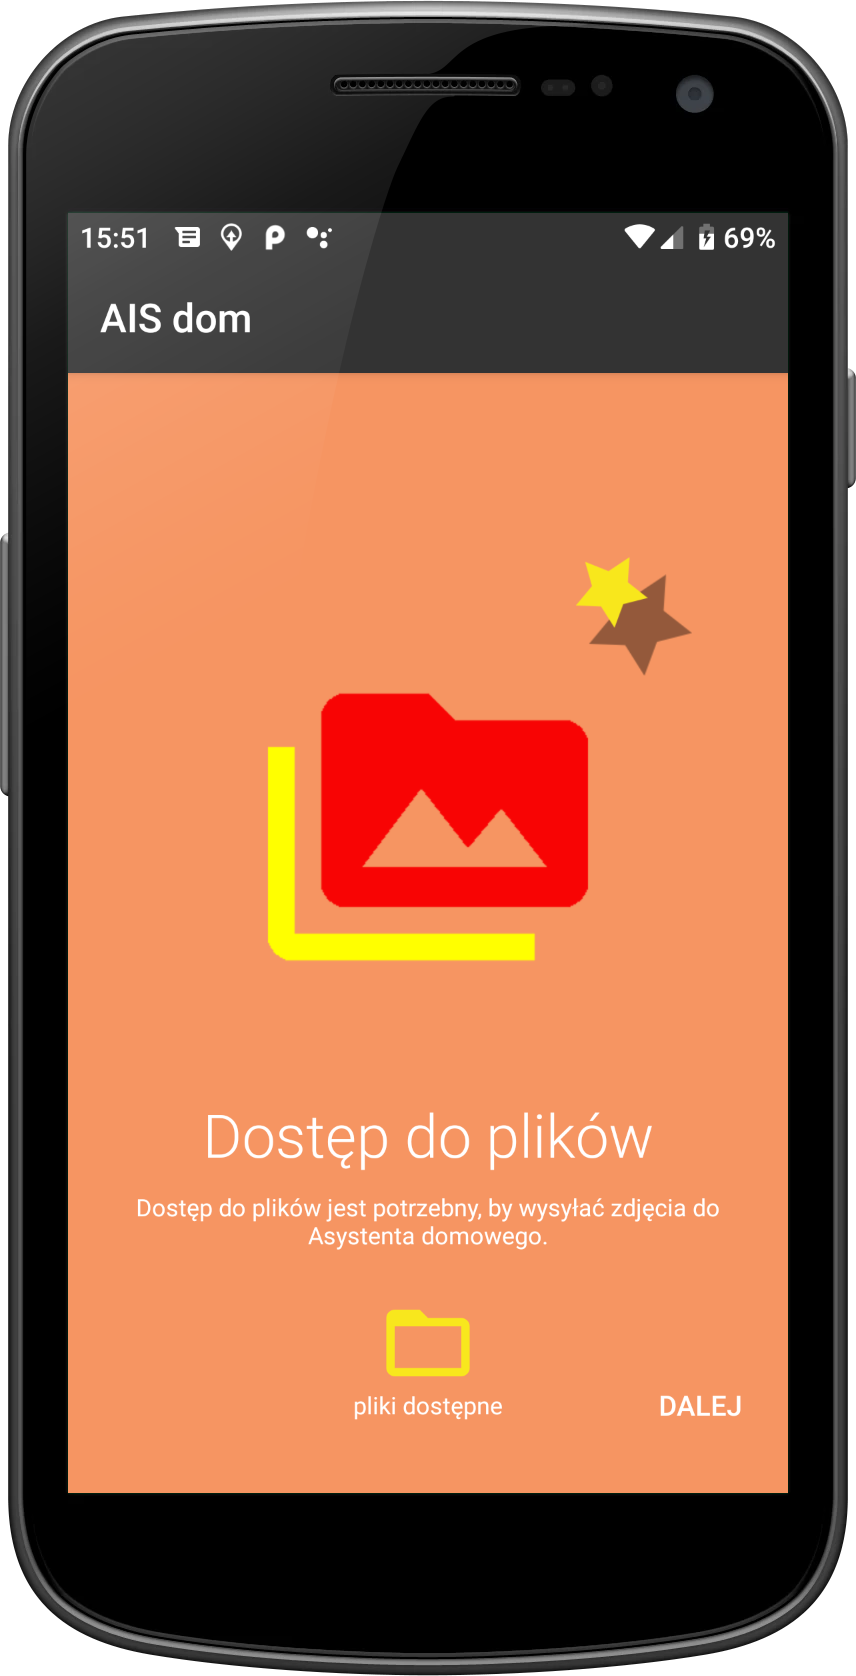 15:51
69%
AIS dom
Dostęp do plików
Dostęp do plików jest potrzebny, by wysyłać zdjęcia do
Asystenta domowego.
pliki dostępne
DALEJ